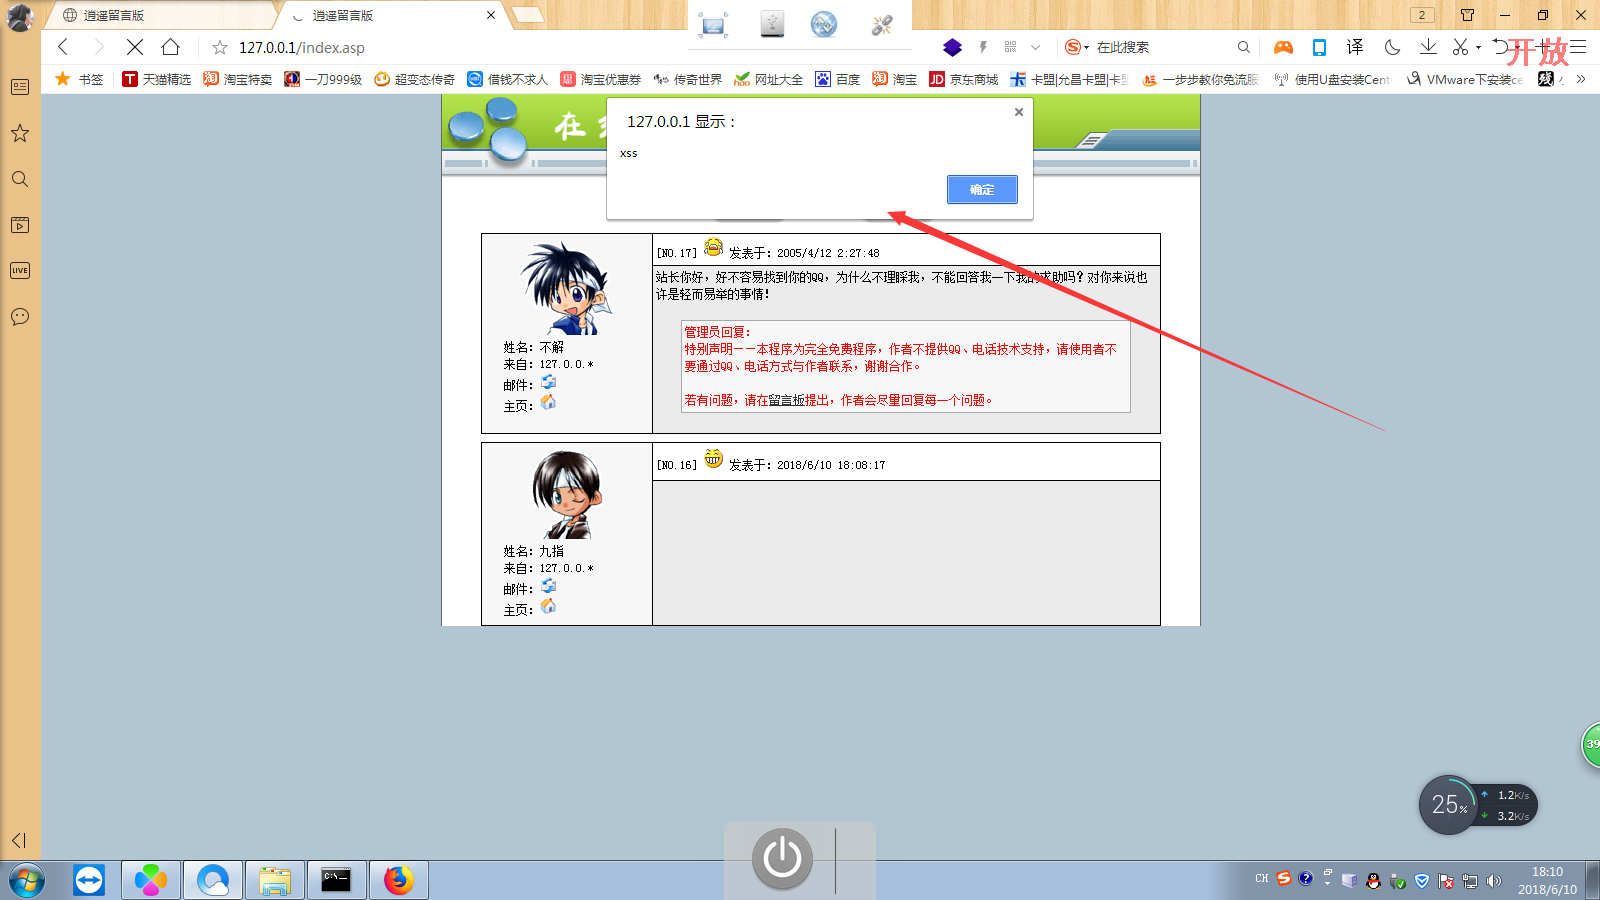 逍遥留言版
逍遥留言版
2
127.0.0.1/index.asp
在此搜索
译
开放
书签
天猫精选
淘宝特卖
一刀999级
超变态传奇
借钱不求人
淘宝优惠券
传奇世界
网址大全
百度
淘宝
京东商城
卡盟|允昌卡盟|卡盟
一步步教你免流服
使用U盘安装Cent
VMware下安装ce
127.0.0.1 显示：
xss
确定
[NO.17] 发表于：2005/4/12 2:27:48
站长你好，好不容易找到你的QQ，为什么不理睬我，不能回答我一下我的求助吗？对你来说也
许是轻而易举的事情！
管理员回复：
特别声明——本程序为完全免费程序，作者不提供QQ、电话技术支持，请使用者不
要通过QQ、电话方式与作者联系，谢谢合作。
若有问题，请在留言板提出，作者会尽量回复每一个问题。
姓名：不解
来自：127.0.0.*
邮件：
主页：
[NO.16] 发表于：2018/6/10 18:08:17
姓名：九指
来自：127.0.0.*
邮件：
主页：
LIVE
39
25%
1.2K/s
3.2K/s
CH
18:10
2018/6/10